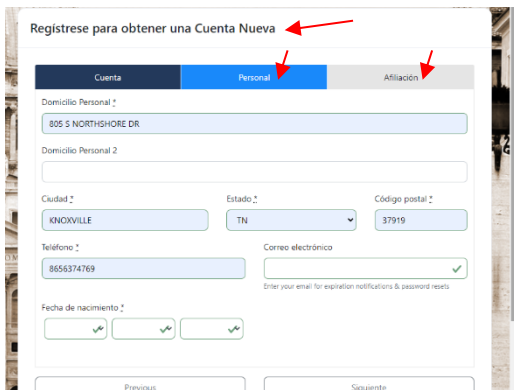 Regístrese para obtener una Cuenta Nueva
Cuenta Personal Afiliación
Domicilio Personal *
805 S NORTHSHORE DR
Domicilio Personal 2
Ciudad * Estado * Código postal *
KNOXVILLE TN 37919
Teléfono * Correo electrónico
8656374769
Enter your email for expiration notifications & password resets
Fecha de nacimiento *
Previous Siguiente